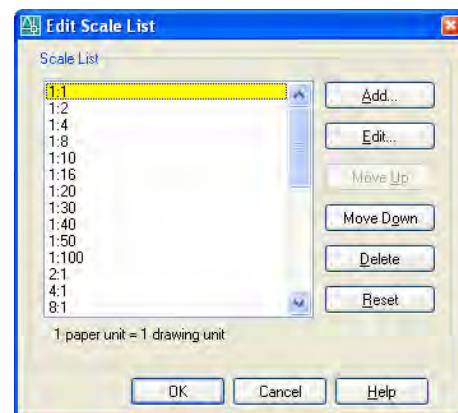 Edit Scale List
Scale List
1:1
1:2
1:4
1:8
1:10
1:16
1:20
1:30
1:40
1:50
1:100
2:1
4:1
8:1
Add...
Edit...
Move Up
Move Down
Delete
Reset
1 paper unit = 1 drawing unit
OK Cancel Help